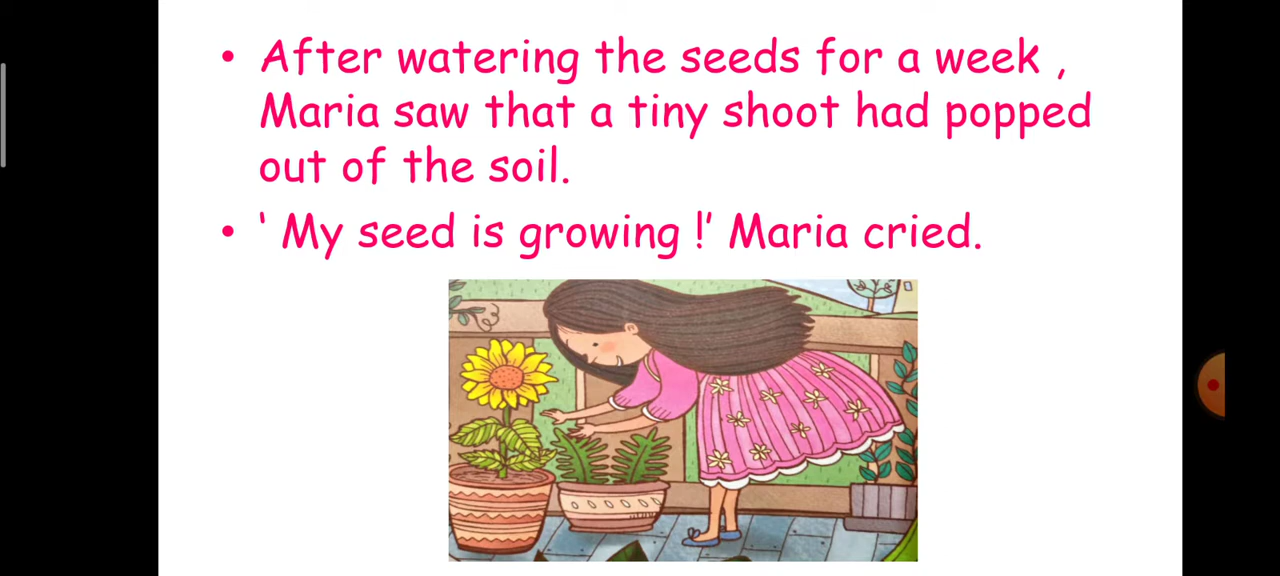 • After watering the seeds for a week ,
Maria saw that a tiny shoot had popped
out of the soil.
• ‘ My seed is growing !’ Maria cried.